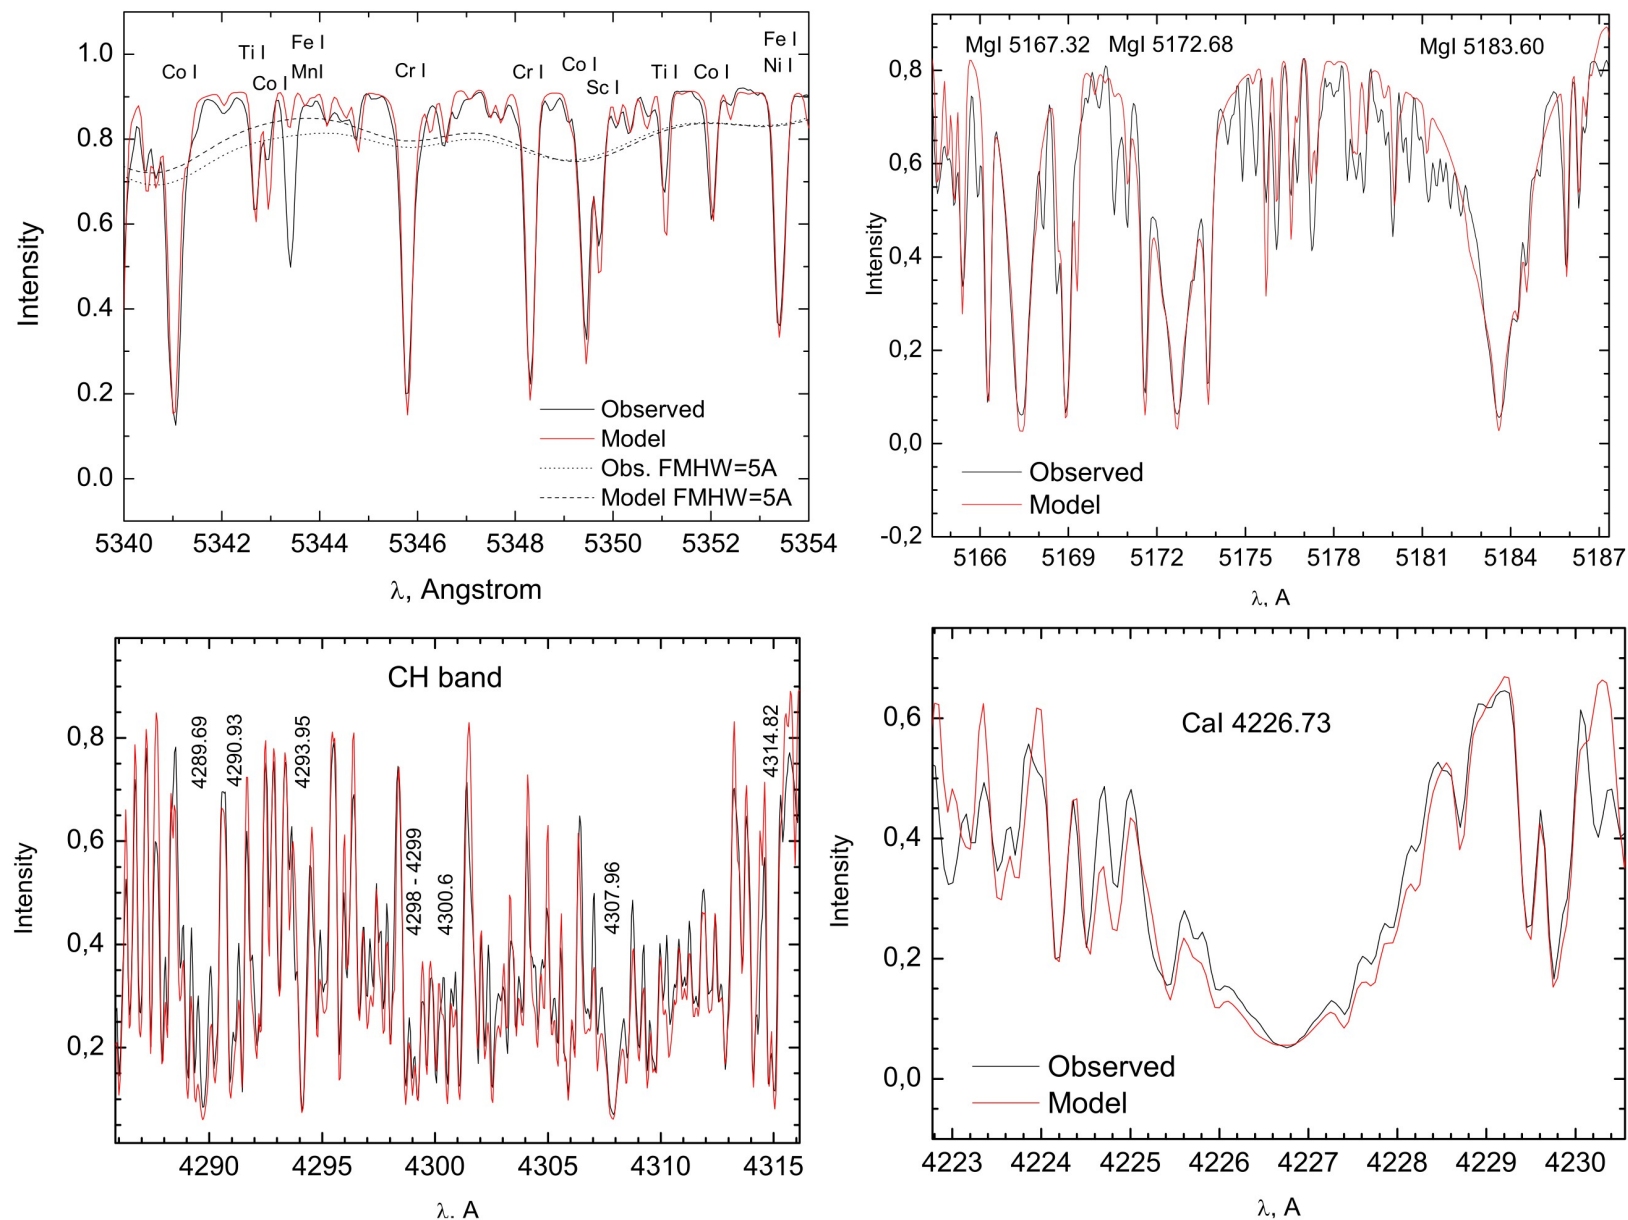 Fe I
Fe I
Ti I
Co I
Ni I
Co I
Co I
MnI
Cr I
Cr I
Sc I
Ti I
Co I
1.0
0.8
0.6
0.4
0.2
0.0
Intensity
Observed
Model
Obs. FMHW=5A
Model FMHW=5A
5340 5342 5344 5346 5348 5350 5352 5354
λ, Angstrom
MgI 5167.32 MgI 5172.68 MgI 5183.60
0,8
0,6
0,4
0,2
0,0
-0,2
Intensity
Observed
Model
5166 5169 5172 5175 5178 5181 5184 5187
λ, A
CH band
4289.69
4290.93
4293.95
4298 - 4299
4300.6
4307.96
4314.82
0,8
0,6
0,4
0,2
Intensity
4290 4295 4300 4305 4310 4315
λ, A
CaI 4226.73
0,6
0,4
0,2
0,0
Intensity
Observed
Model
4223 4224 4225 4226 4227 4228 4229 4230
λ, A